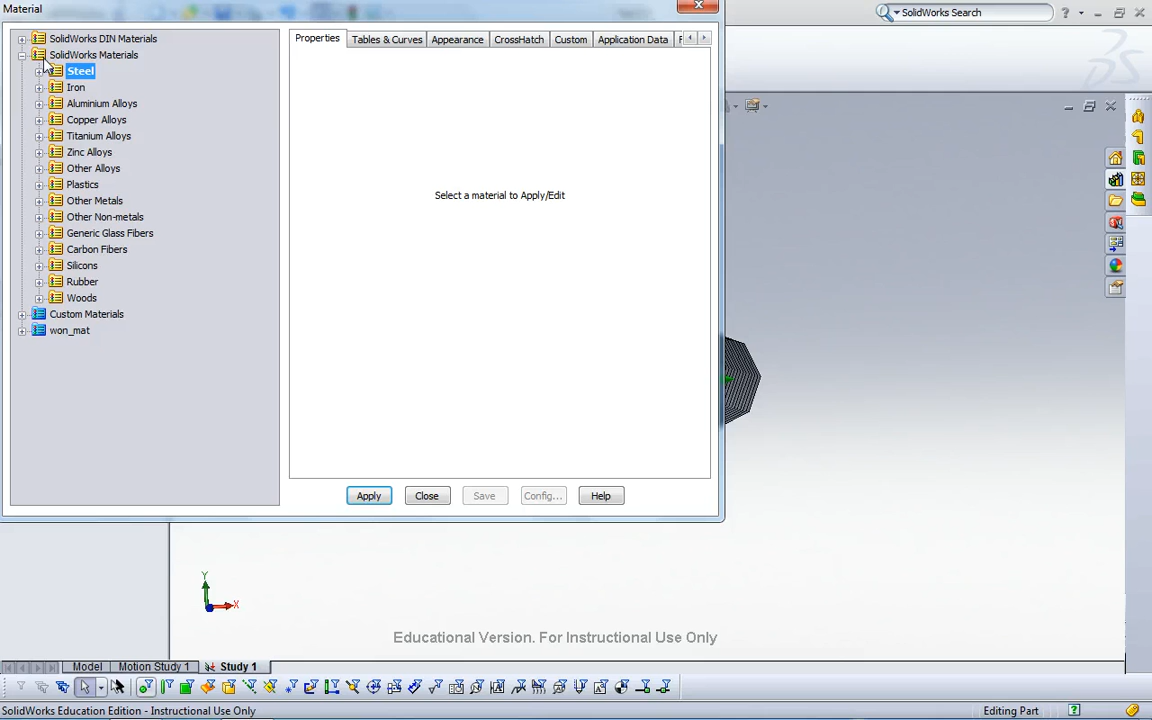 Material
SolidWorks Search
?
SolidWorks DIN Materials
SolidWorks Materials
Steel
Iron
Aluminium Alloys
Copper Alloys
Titanium Alloys
Zinc Alloys
Other Alloys
Plastics
Other Metals
Other Non-metals
Generic Glass Fibers
Carbon Fibers
Silicons
Rubber
Woods
Custom Materials
won_mat
Properties
Tables & Curves
Appearance
CrossHatch
Custom
Application Data
Select a material to Apply/Edit
Apply
Close
Save
Config...
Help
Y
X
Educational Version. For Instructional Use Only
Model
Motion Study 1
Study 1
SolidWorks Education Edition - Instructional Use Only
Editing Part
?